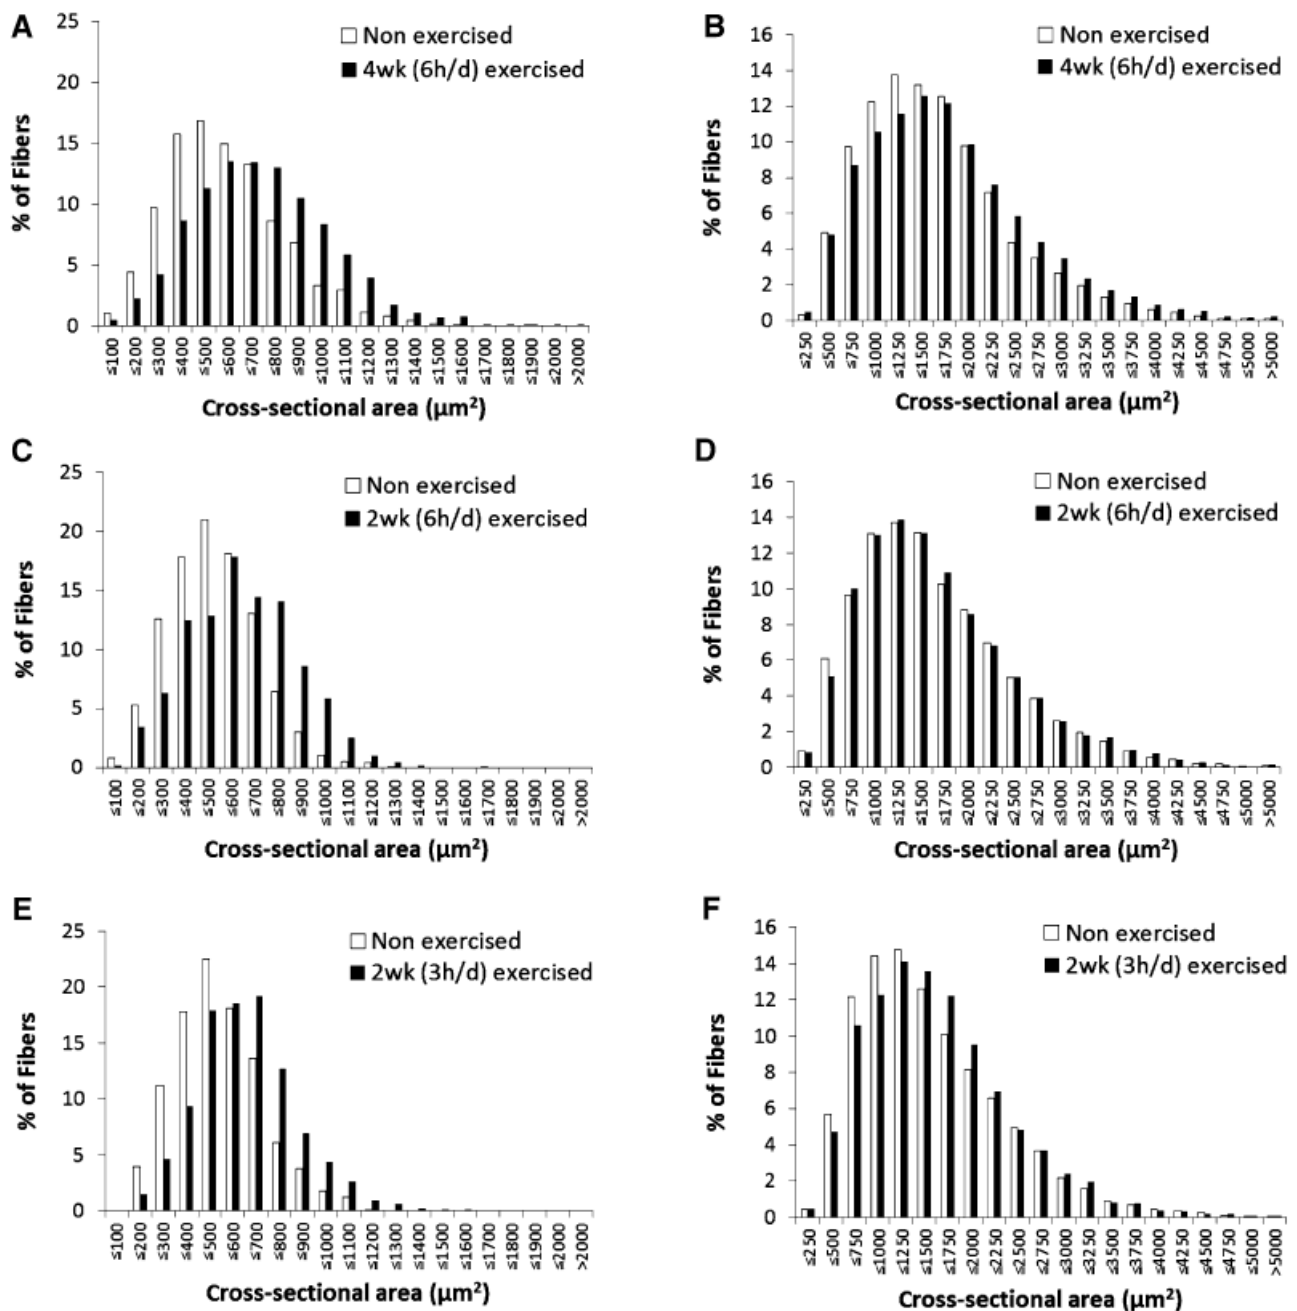 A
25
20
15
10
5
0
% of Fibers
Non exercised
4wk (6h/d) exercised
≤100 ≤200 ≤300 ≤400 ≤500 ≤600 ≤700 ≤800 ≤900 ≤1000 ≤1100 ≤1200 ≤1300 ≤1400 ≤1500 ≤1600 ≤1700 ≤1800 ≤1900 ≤2000 >2000
Cross-sectional area (µm²)
B
16
14
12
10
8
6
4
2
0
% of Fibers
Non exercised
4wk (6h/d) exercised
≤250 ≤500 ≤750 ≤1000 ≤1250 ≤1500 ≤1750 ≤2000 ≤2250 ≤2500 ≤2750 ≤3000 ≤3250 ≤3500 ≤3750 ≤4000 ≤4250 ≤4500 ≤4750 ≤5000 >5000
Cross-sectional area (µm²)
C
25
20
15
10
5
0
% of Fibers
Non exercised
2wk (6h/d) exercised
≤100 ≤200 ≤300 ≤400 ≤500 ≤600 ≤700 ≤800 ≤900 ≤1000 ≤1100 ≤1200 ≤1300 ≤1400 ≤1500 ≤1600 ≤1700 ≤1800 ≤1900 ≤2000 >2000
Cross-sectional area (µm²)
D
16
14
12
10
8
6
4
2
0
% of Fibers
Non exercised
2wk (6h/d) exercised
≤250 ≤500 ≤750 ≤1000 ≤1250 ≤1500 ≤1750 ≤2000 ≤2250 ≤2500 ≤2750 ≤3000 ≤3250 ≤3500 ≤3750 ≤4000 ≤4250 ≤4500 ≤4750 ≤5000 >5000
Cross-sectional area (µm²)
E
25
20
15
10
5
0
% of Fibers
Non exercised
2wk (3h/d) exercised
≤100 ≤200 ≤300 ≤400 ≤500 ≤600 ≤700 ≤800 ≤900 ≤1000 ≤1100 ≤1200 ≤1300 ≤1400 ≤1500 ≤1600 ≤1700 ≤1800 ≤1900 ≤2000 >2000
Cross-sectional area (µm²)
F
16
14
12
10
8
6
4
2
0
% of Fibers
Non exercised
2wk (3h/d) exercised
≤250 ≤500 ≤750 ≤1000 ≤1250 ≤1500 ≤1750 ≤2000 ≤2250 ≤2500 ≤2750 ≤3000 ≤3250 ≤3500 ≤3750 ≤4000 ≤4250 ≤4500 ≤4750 ≤5000 >5000
Cross-sectional area (µm²)